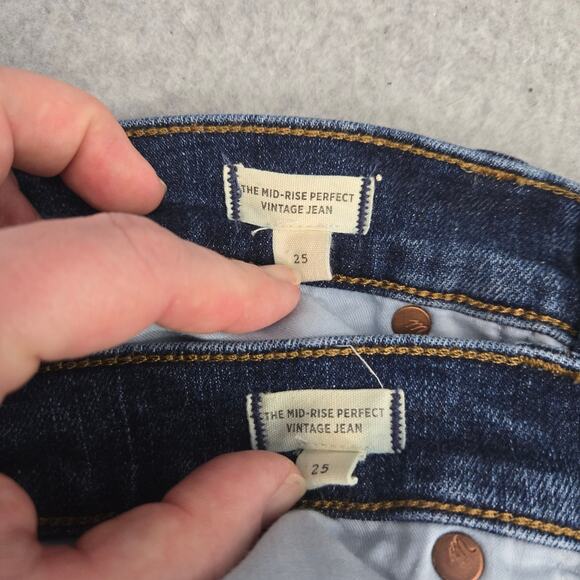 THE MID-RISE PERFECT
VINTAGE JEAN
25
THE MID-RISE PERFECT
VINTAGE JEAN
25